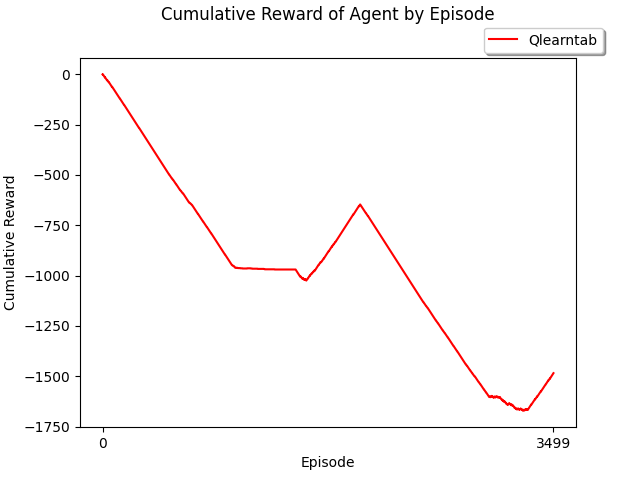 Cumulative Reward of Agent by Episode
Qlearntab
0
−250
−500
−750
−1000
−1250
−1500
−1750
Cumulative Reward
0 3499
Episode